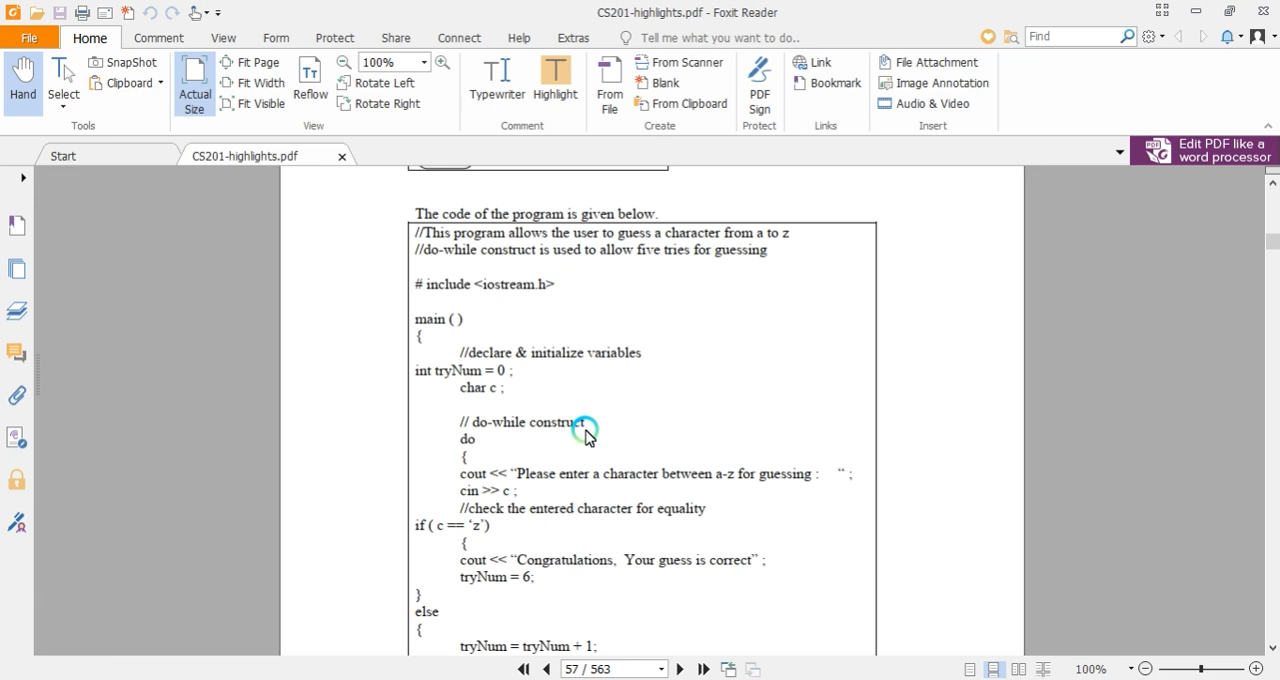 CS201-highlights.pdf - Foxit Reader
File Home Comment View Form Protect Share Connect Help Extras Tell me what you want to do.. Find
Hand
Select
SnapShot
Clipboard
Tools
Actual Size
Fit Page
Fit Width
Fit Visible
Reflow
100%
Rotate Left
Rotate Right
View
Typewriter
Highlight
Comment
From File
From Scanner
Blank
From Clipboard
Create
PDF Sign
Protect
Link
Bookmark
Links
File Attachment
Image Annotation
Audio & Video
Insert
Start
CS201-highlights.pdf
Edit PDF like a
word processor
The code of the program is given below.
//This program allows the user to guess a character from a to z
//do-while construct is used to allow five tries for guessing
# include <iostream.h>
main ( )
{
//declare & initialize variables
int tryNum = 0 ;
char c ;
// do-while construct
do
{
cout << “Please enter a character between a-z for guessing : “ ;
cin >> c ;
//check the entered character for equality
if ( c == ‘z’)
{
cout << “Congratulations, Your guess is correct” ;
tryNum = 6;
}
else
{
tryNum = tryNum + 1;
57 / 563
100%